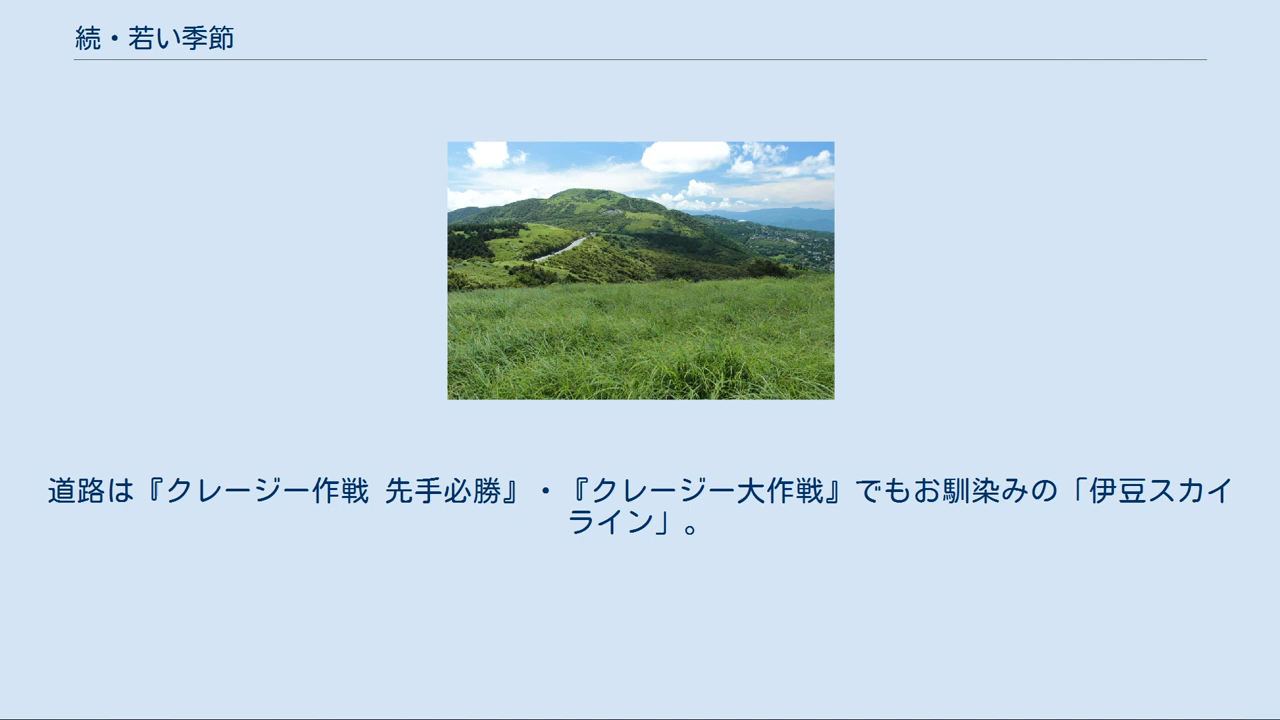 続・若い季節
道路は『クレージー作戦 先手必勝』・『クレージー大作戦』でもお馴染みの「伊豆スカイ
ライン」。